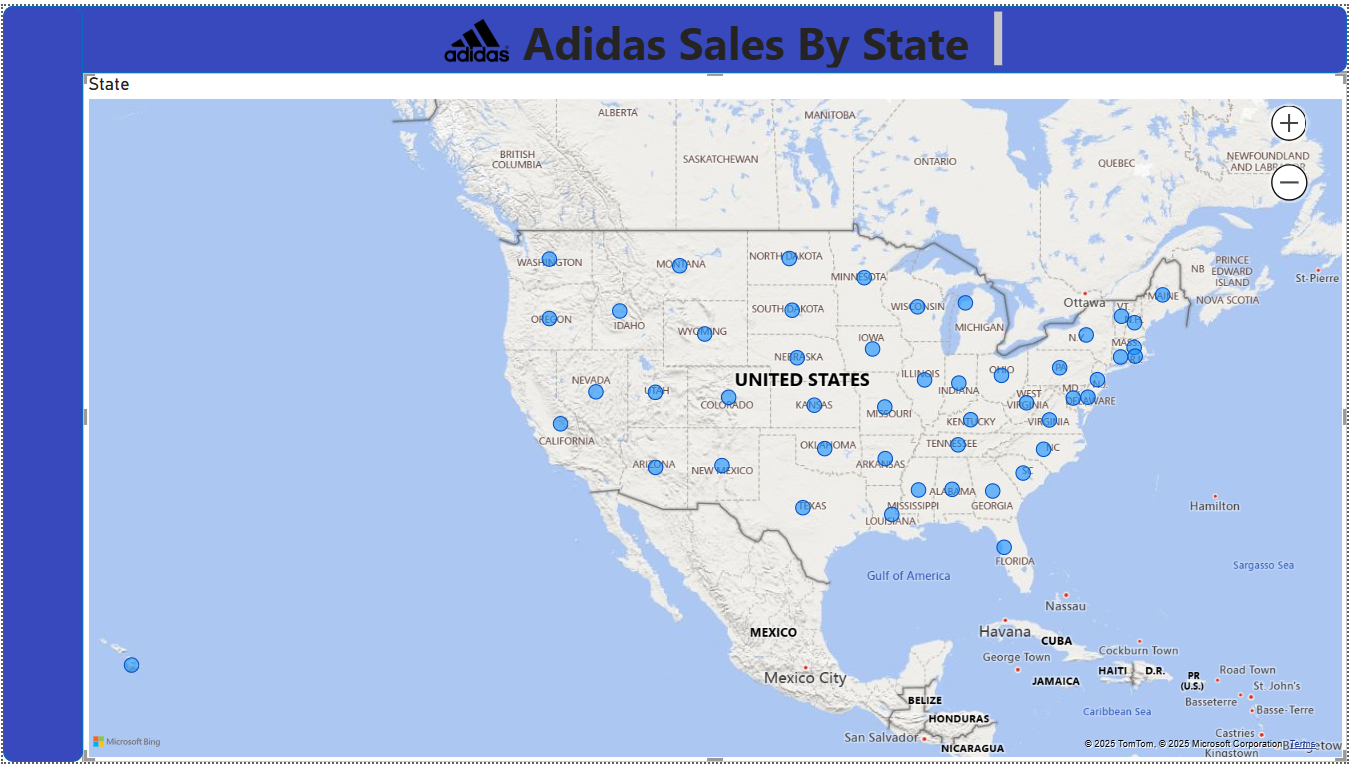 adidas
Adidas Sales By State
State
ALBERTA
MANITOBA
BRITISH
COLUMBIA
SASKATCHEWAN
ONTARIO
QUEBEC
NEWFOUNDLAND
AND LABRADOR
WASHINGTON
MONTANA
NORTH DAKOTA
MINNESOTA
NB
PRINCE
EDWARD
ISLAND
St-Pierre
MAINE
NOVA SCOTIA
Ottawa
VT.
OREGON
IDAHO
SOUTH DAKOTA
WISCONSIN
MICHIGAN
WYOMING
IOWA
N.Y.
MASS.
NEBRASKA
UNITED STATES
ILLINOIS
INDIANA
OHIO
PA
N.J.
NEVADA
UTAH
COLORADO
KANSAS
MISSOURI
WEST
VIRGINIA
MD
DELAWARE
KENTUCKY
VIRGINIA
CALIFORNIA
OKLAHOMA
TENNESSEE
NC
ARIZONA
NEW MEXICO
ARKANSAS
SC
TEXAS
MISSISSIPPI
ALABAMA
GEORGIA
LOUISIANA
Hamilton
FLORIDA
Gulf of America
Sargasso Sea
Nassau
MEXICO
Havana
CUBA
Cockburn Town
George Town
HAITI
D.R.
Mexico City
JAMAICA
PR
(U.S.)
Road Town
St. John's
BELIZE
Basseterre
Basse-Terre
HONDURAS
Caribbean Sea
San Salvador
NICARAGUA
Castries
Kingstown
Microsoft Bing
© 2025 TomTom, © 2025 Microsoft Corporation Terms